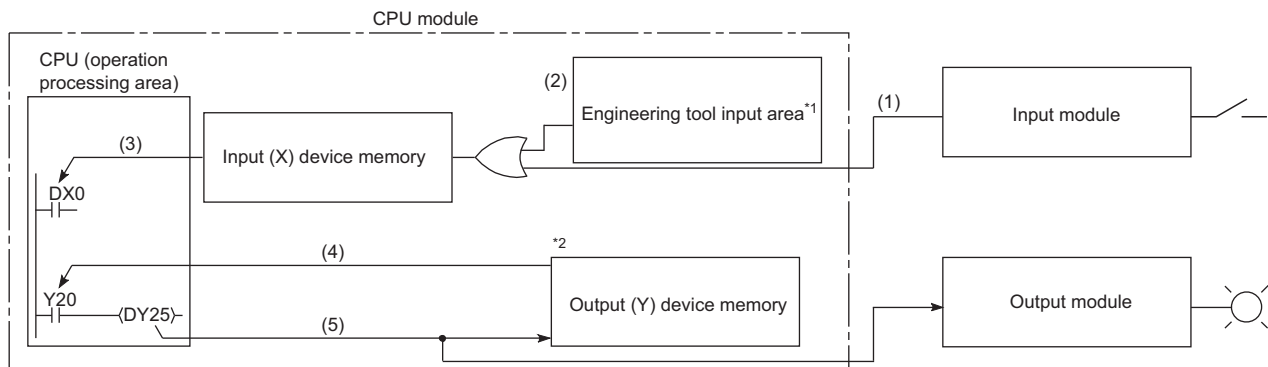 CPU module
CPU (operation
processing area)
(2)
Engineering tool input area*1
(1)
Input module
(3)
Input (X) device memory
DX0
(4)
*2
Y20
DY25
Output (Y) device memory
Output module
(5)